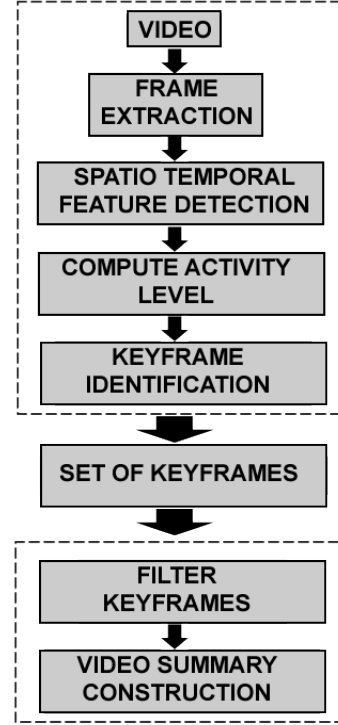 VIDEO
FRAME
EXTRACTION
SPATIO TEMPORAL
FEATURE DETECTION
COMPUTE ACTIVITY
LEVEL
KEYFRAME
IDENTIFICATION
SET OF KEYFRAMES
FILTER
KEYFRAMES
VIDEO SUMMARY
CONSTRUCTION